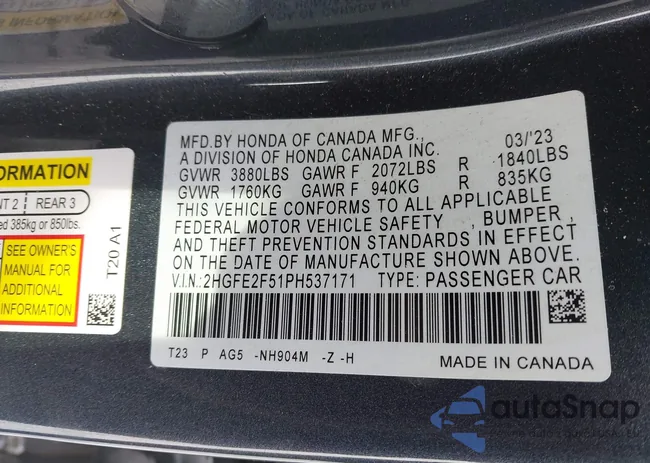 MFD.BY HONDA OF CANADA MFG., 03/'23
A DIVISION OF HONDA CANADA INC.
GVWR 3880LBS GAWR F 2072LBS R 1840LBS
GVWR 1760KG GAWR F 940KG R 835KG
THIS VEHICLE CONFORMS TO ALL APPLICABLE
FEDERAL MOTOR VEHICLE SAFETY , BUMPER ,
AND THEFT PREVENTION STANDARDS IN EFFECT
ON THE DATE OF MANUFACTURE SHOWN ABOVE.
V.I.N.: 2HGFE2F51PH537171 TYPE: PASSENGER CAR
T23 P AG5 -NH904M -Z -H
MADE IN CANADA
ORMATION
NT 2 REAR 3
ed 385kg or 850lbs.
SEE OWNER'S
MANUAL FOR
ADDITIONAL
INFORMATION
T20 A1
autoSnap